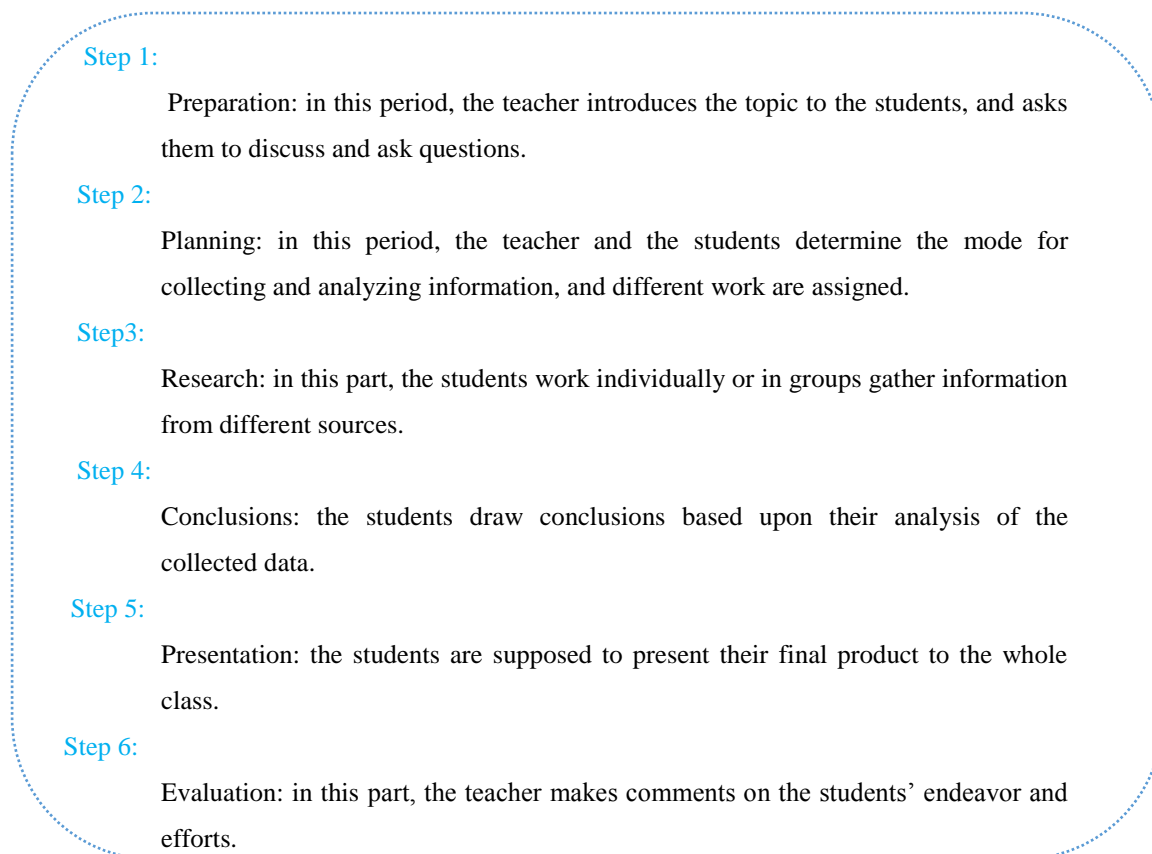 Step 1:
Preparation: in this period, the teacher introduces the topic to the students, and asks
them to discuss and ask questions.
Step 2:
Planning: in this period, the teacher and the students determine the mode for
collecting and analyzing information, and different work are assigned.
Step3:
Research: in this part, the students work individually or in groups gather information
from different sources.
Step 4:
Conclusions: the students draw conclusions based upon their analysis of the
collected data.
Step 5:
Presentation: the students are supposed to present their final product to the whole
class.
Step 6:
Evaluation: in this part, the teacher makes comments on the students’ endeavor and
efforts.